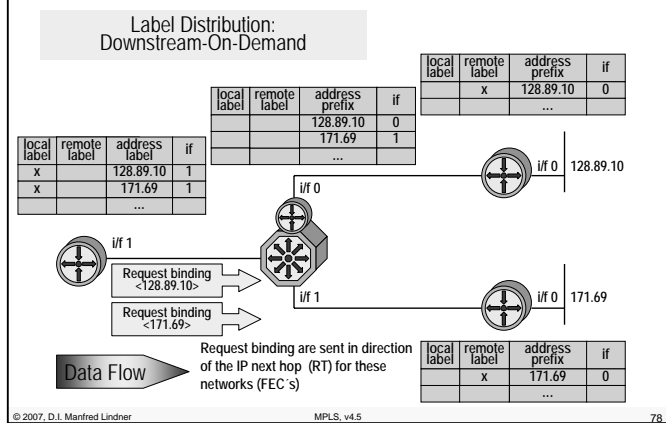 Label Distribution:
Downstream-On-Demand
local label remote label address prefix if
x 128.89.10 0
...
local label remote label address prefix if
128.89.10 0
171.69 1
...
local label remote label address label if
x 128.89.10 1
x 171.69 1
...
i/f 0 128.89.10
i/f 0
i/f 1
Request binding
<128.89.10>
i/f 1
i/f 0 171.69
Request binding
<171.69>
Data Flow
Request binding are sent in direction
of the IP next hop (RT) for these
networks (FEC´s)
local label remote label address prefix if
x 171.69 0
...
© 2007, D.I. Manfred Lindner
MPLS, v4.5
78